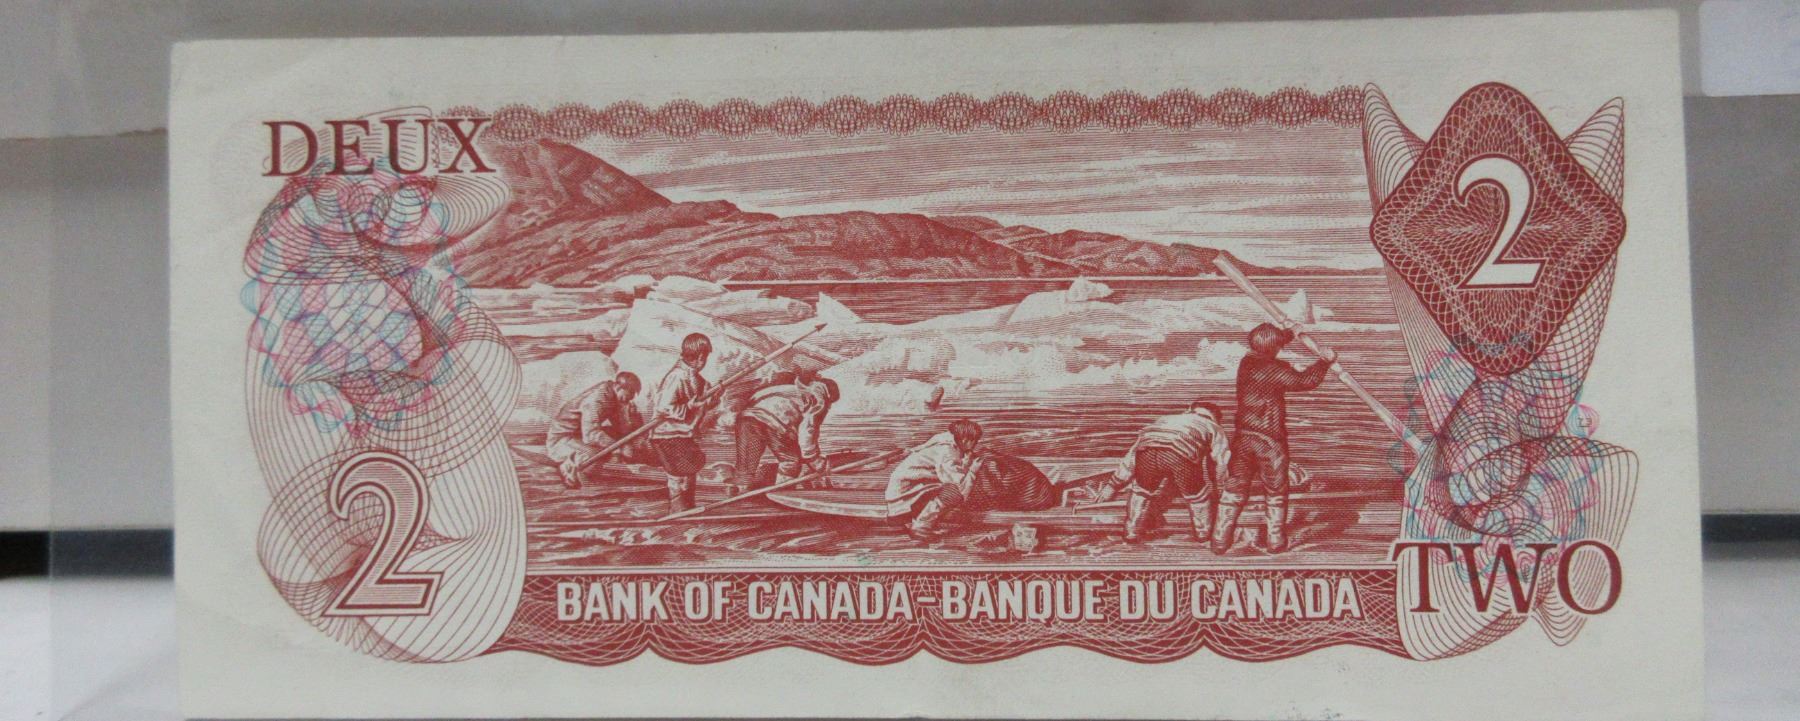 DEUX
2
2
BANK OF CANADA-BANQUE DU CANADA
TWO